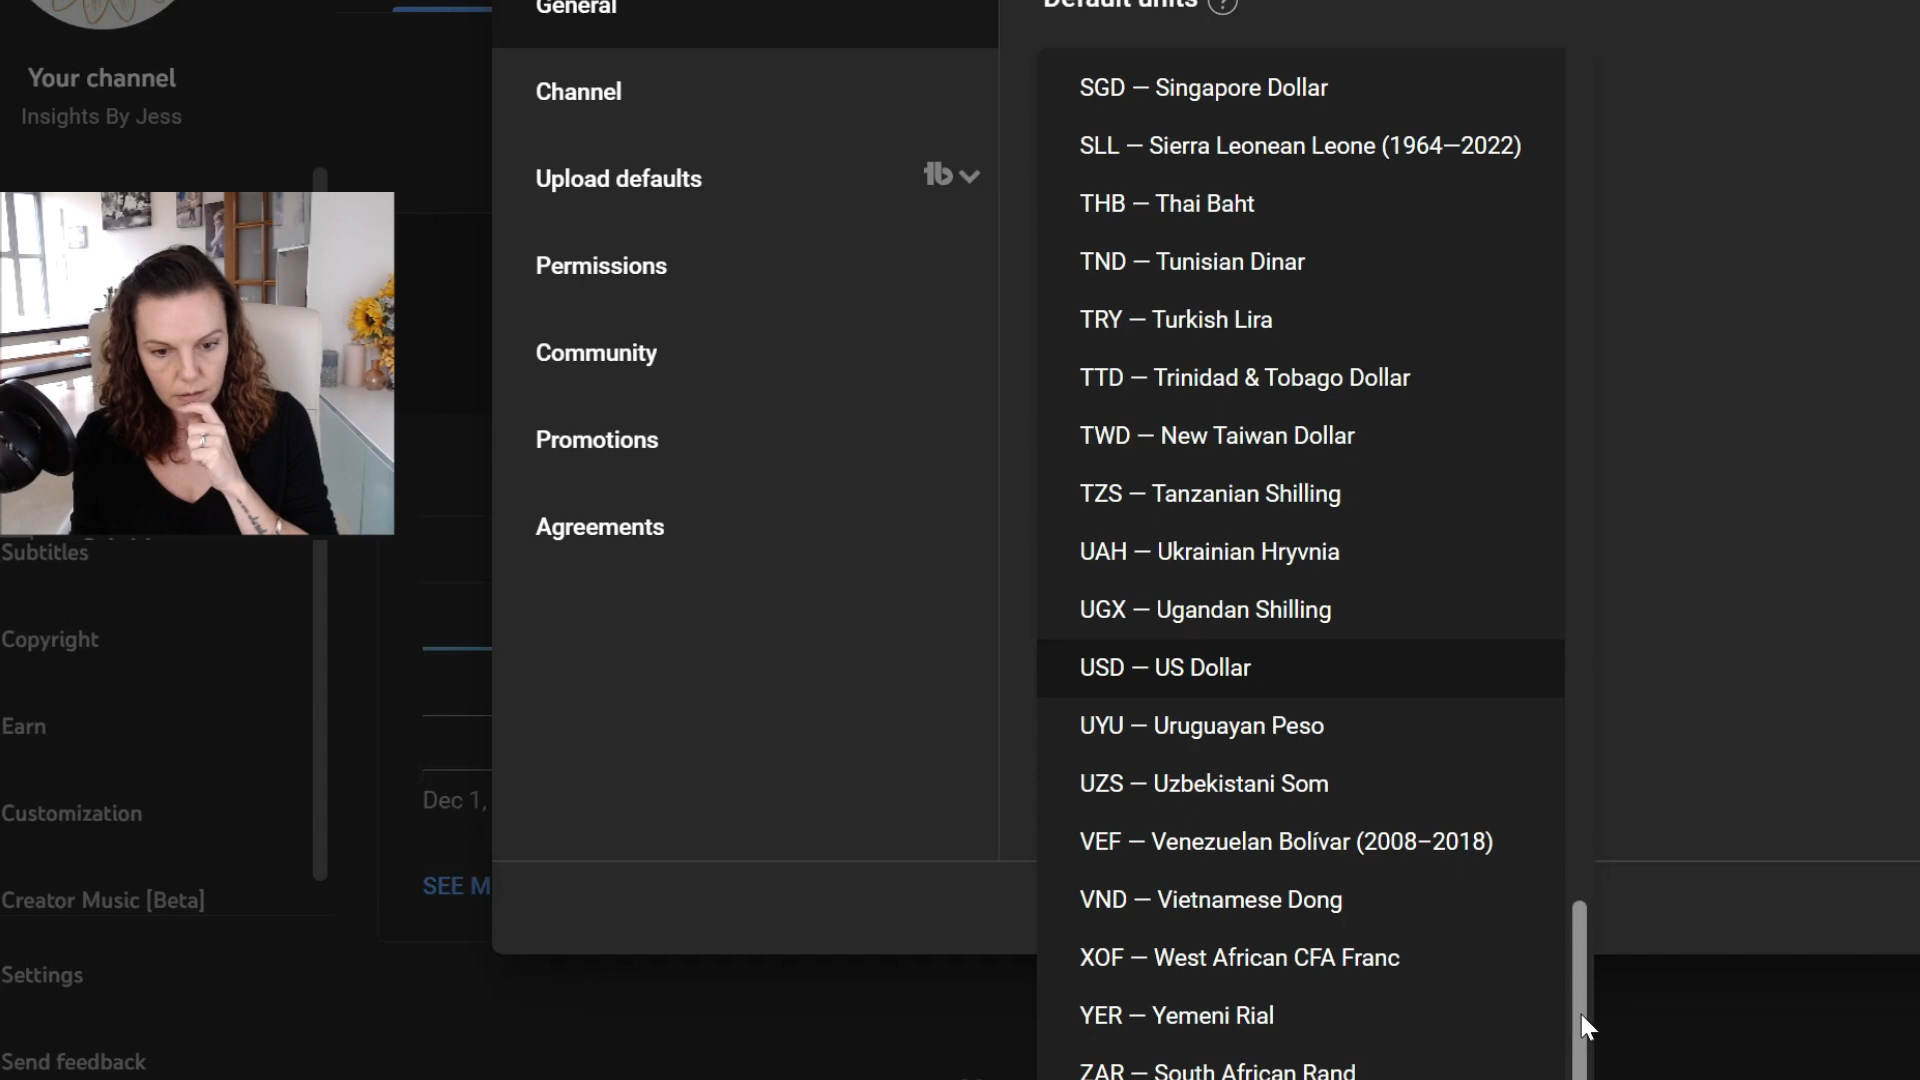 General
Default units ?
Your channel
Insights By Jess
Subtitles
Copyright
Earn
Customization
Creator Music [Beta]
Settings
Send feedback
Dec 1,
SEE M
Channel
Upload defaults
tb
Permissions
Community
Promotions
Agreements
SGD — Singapore Dollar
SLL — Sierra Leonean Leone (1964—2022)
THB — Thai Baht
TND — Tunisian Dinar
TRY — Turkish Lira
TTD — Trinidad & Tobago Dollar
TWD — New Taiwan Dollar
TZS — Tanzanian Shilling
UAH — Ukrainian Hryvnia
UGX — Ugandan Shilling
USD — US Dollar
UYU — Uruguayan Peso
UZS — Uzbekistani Som
VEF — Venezuelan Bolívar (2008–2018)
VND — Vietnamese Dong
XOF — West African CFA Franc
YER — Yemeni Rial
ZAR — South African Rand